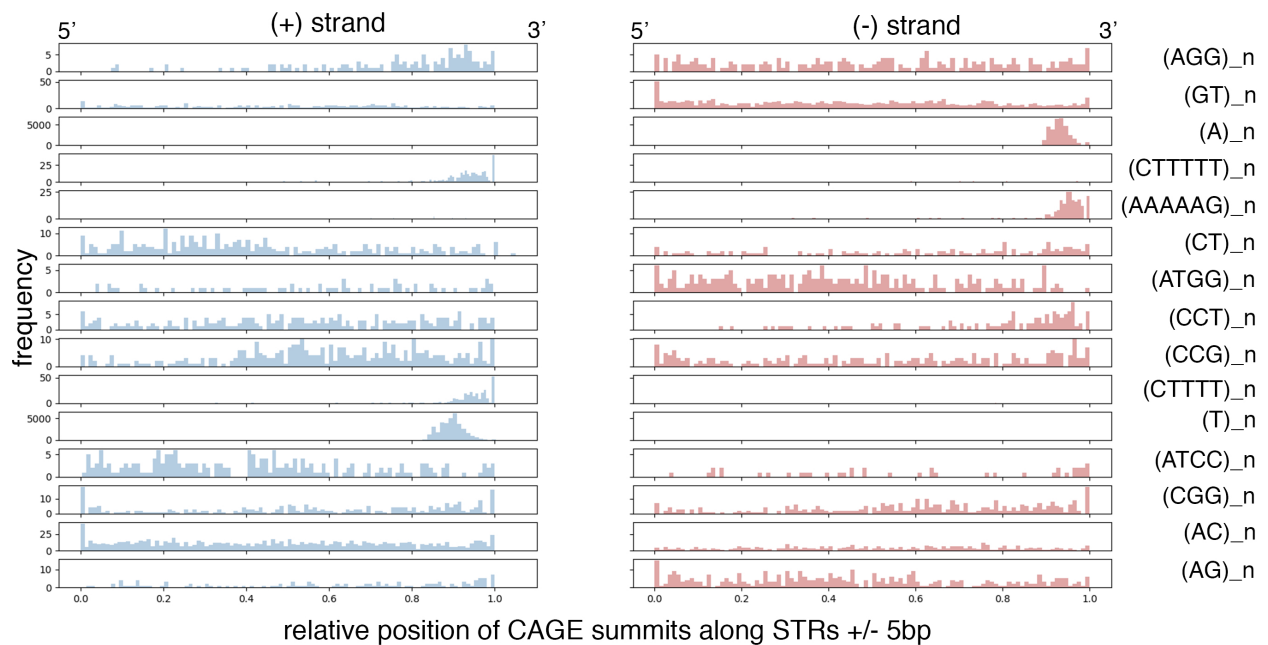 5’ (+) strand 3’ 5’ (-) strand 3’
5 0 (AGG)_n
50 0 (GT)_n
5000 0 (A)_n
25 0 (CTTTTT)_n
25 0 (AAAAAG)_n
10 0 (CT)_n
5 0 (ATGG)_n
5 0 (CCT)_n
10 0 (CCG)_n
50 0 (CTTTT)_n
5000 0 (T)_n
5 0 (ATCC)_n
10 0 (CGG)_n
25 0 (AC)_n
10 0 (AG)_n
0.0 0.2 0.4 0.6 0.8 1.0 0.0 0.2 0.4 0.6 0.8 1.0
frequency
relative position of CAGE summits along STRs +/- 5bp